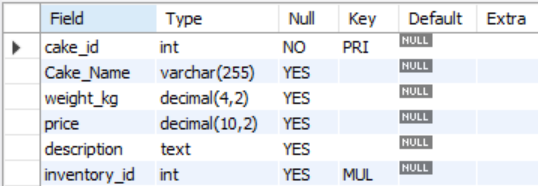 Field Type Null Key Default Extra
cake_id int NO PRI NULL
Cake_Name varchar(255) YES NULL
weight_kg decimal(4,2) YES NULL
price decimal(10,2) YES NULL
description text YES NULL
inventory_id int YES MUL NULL